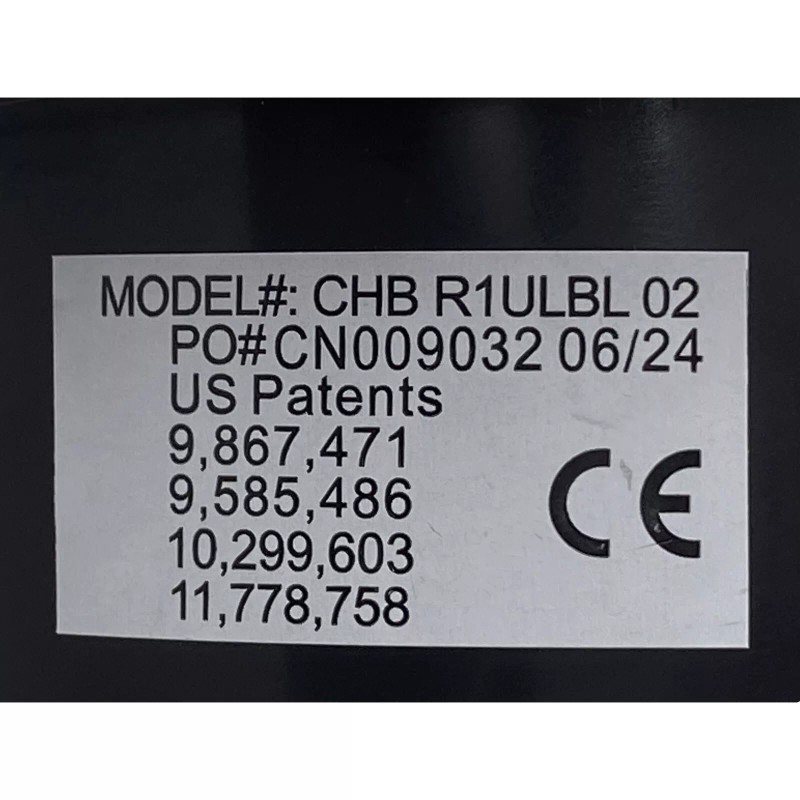 MODEL#: CHB R1ULBL 02
PO#CN009032 06/24
US Patents
9,867,471
9,585,486
10,299,603
11,778,758
CE